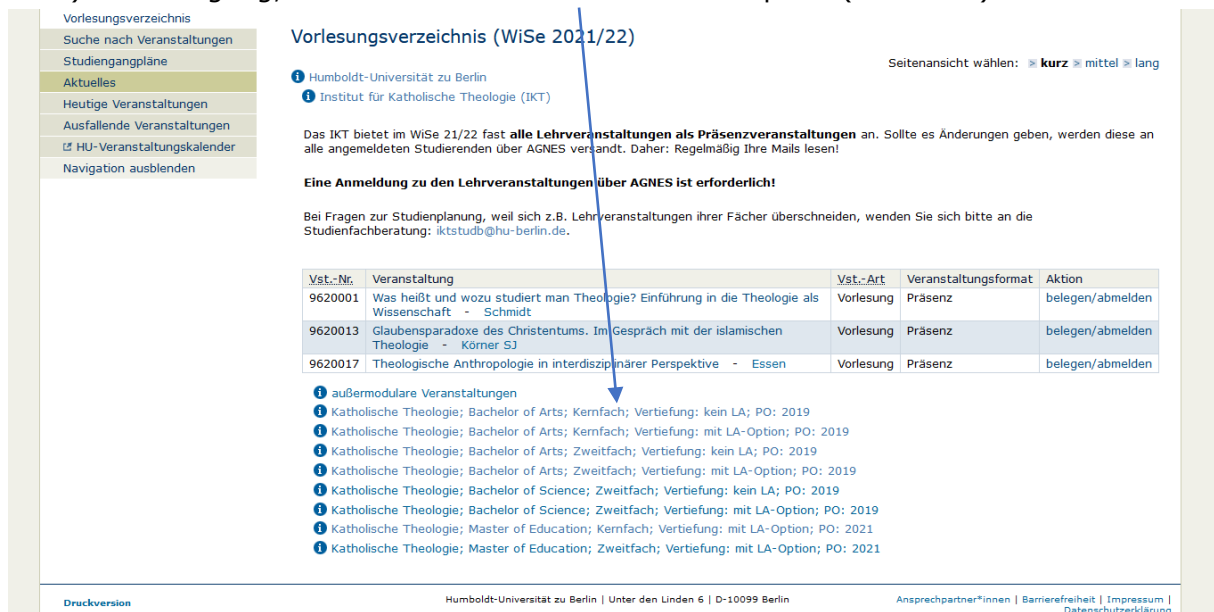 Vorlesungsverzeichnis
Suche nach Veranstaltungen
Studiengangpläne
Aktuelles
Heutige Veranstaltungen
Ausfallende Veranstaltungen
HU-Veranstaltungskalender
Navigation ausblenden
Vorlesungsverzeichnis (WiSe 2021/22)
Seitenansicht wählen: > kurz > mittel > lang
Humboldt-Universität zu Berlin
Institut für Katholische Theologie (IKT)
Das IKT bietet im WiSe 21/22 fast alle Lehrveranstaltungen als Präsenzveranstaltungen an. Sollte es Änderungen geben, werden diese an
alle angemeldeten Studierenden über AGNES versandt. Daher: Regelmäßig Ihre Mails lesen!
Eine Anmeldung zu den Lehrveranstaltungen über AGNES ist erforderlich!
Bei Fragen zur Studienplanung, weil sich z.B. Lehrveranstaltungen ihrer Fächer überschneiden, wenden Sie sich bitte an die
Studienfachberatung: iktstudb@hu-berlin.de.
Vst.-Nr. Veranstaltung Vst.-Art Veranstaltungsformat Aktion
9620001 Was heißt und wozu studiert man Theologie? Einführung in die Theologie als Vorlesung Präsenz belegen/abmelden
Wissenschaft - Schmidt
9620013 Glaubensparadoxe des Christentums. Im Gespräch mit der islamischen Vorlesung Präsenz belegen/abmelden
Theologie - Körner SJ
9620017 Theologische Anthropologie in interdisziplinärer Perspektive - Essen Vorlesung Präsenz belegen/abmelden
außermodulare Veranstaltungen
Katholische Theologie; Bachelor of Arts; Kernfach; Vertiefung: kein LA; PO: 2019
Katholische Theologie; Bachelor of Arts; Kernfach; Vertiefung: mit LA-Option; PO: 2019
Katholische Theologie; Bachelor of Arts; Zweitfach; Vertiefung: kein LA; PO: 2019
Katholische Theologie; Bachelor of Arts; Zweitfach; Vertiefung: mit LA-Option; PO: 2019
Katholische Theologie; Bachelor of Science; Zweitfach; Vertiefung: kein LA; PO: 2019
Katholische Theologie; Bachelor of Science; Zweitfach; Vertiefung: mit LA-Option; PO: 2019
Katholische Theologie; Master of Education; Kernfach; Vertiefung: mit LA-Option; PO: 2021
Katholische Theologie; Master of Education; Zweitfach; Vertiefung: mit LA-Option; PO: 2021
Druckversion
Humboldt-Universität zu Berlin | Unter den Linden 6 | D-10099 Berlin
Ansprechpartner*innen | Barrierefreiheit | Impressum |
Datenschutzerklärung